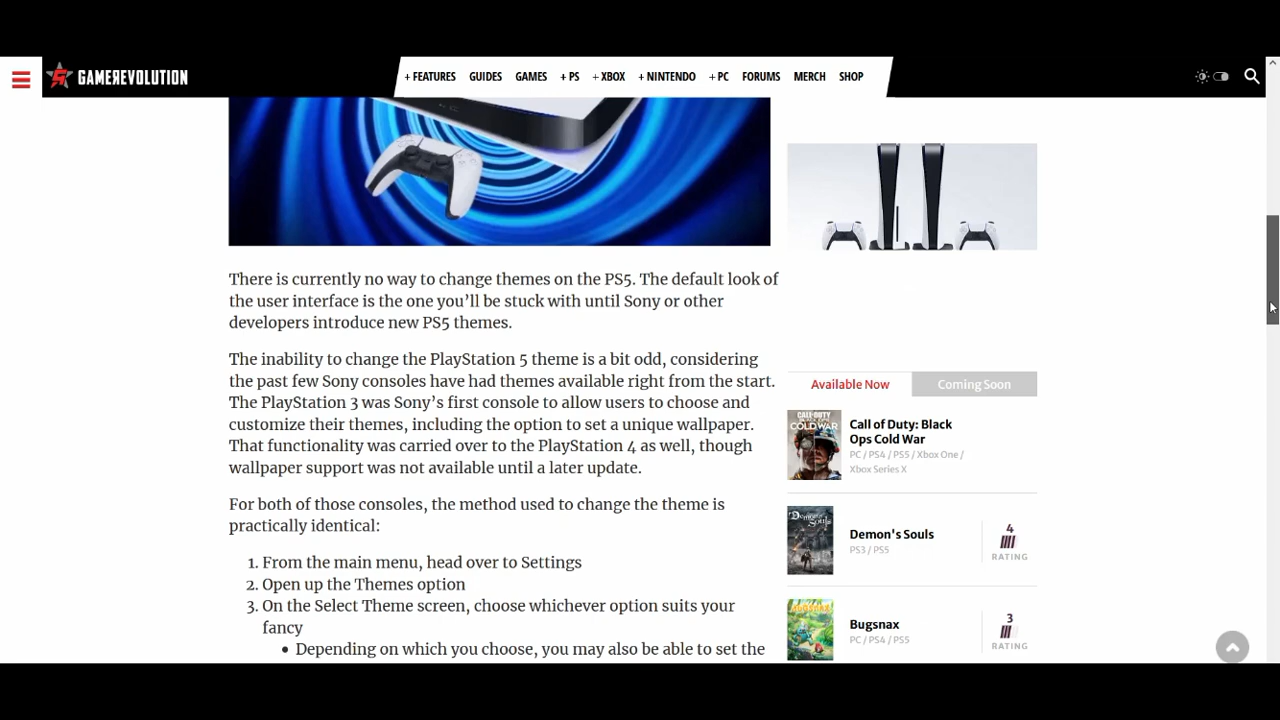 GAMEREVOLUTION
+ FEATURES GUIDES GAMES + PS + XBOX + NINTENDO + PC FORUMS MERCH SHOP
There is currently no way to change themes on the PS5. The default look of
the user interface is the one you’ll be stuck with until Sony or other
developers introduce new PS5 themes.
The inability to change the PlayStation 5 theme is a bit odd, considering
the past few Sony consoles have had themes available right from the start.
The PlayStation 3 was Sony’s first console to allow users to choose and
customize their themes, including the option to set a unique wallpaper.
That functionality was carried over to the PlayStation 4 as well, though
wallpaper support was not available until a later update.
For both of those consoles, the method used to change the theme is
practically identical:
1. From the main menu, head over to Settings
2. Open up the Themes option
3. On the Select Theme screen, choose whichever option suits your
fancy
• Depending on which you choose, you may also be able to set the
Available Now Coming Soon
CALL OF DUTY
BLACK OPS
COLD WAR
Call of Duty: Black
Ops Cold War
PC / PS4 / PS5 / Xbox One /
Xbox Series X
Demon's Souls
Demon's Souls
PS3 / PS5
4
RATING
BUGSNAX
Bugsnax
PC / PS4 / PS5
3
RATING